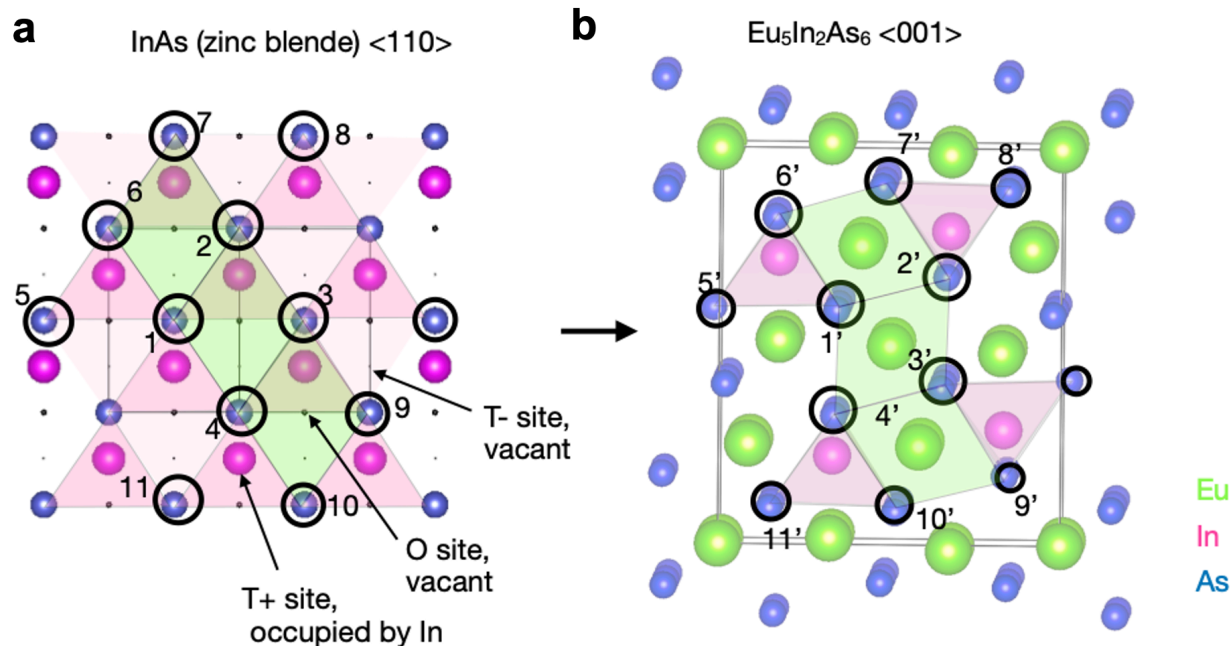 a
InAs (zinc blende) <110>
7
8
6
2
5
3
1
4
9
11
10
T- site,
vacant
O site,
vacant
T+ site,
occupied by In
b
Eu₅In₂As₆ <001>
7’
6’
8’
2’
5’
1’
3’
4’
9’
10’
11’
Eu
In
As